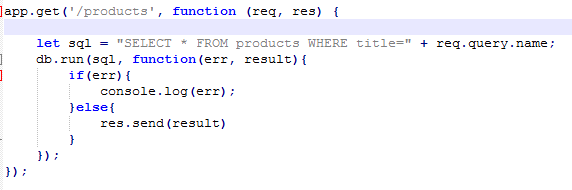 app.get('/products', function (req, res) {
let sql = "SELECT * FROM products WHERE title=" + req.query.name;
db.run(sql, function(err, result){
if(err){
console.log(err);
}else{
res.send(result)
}
});
});